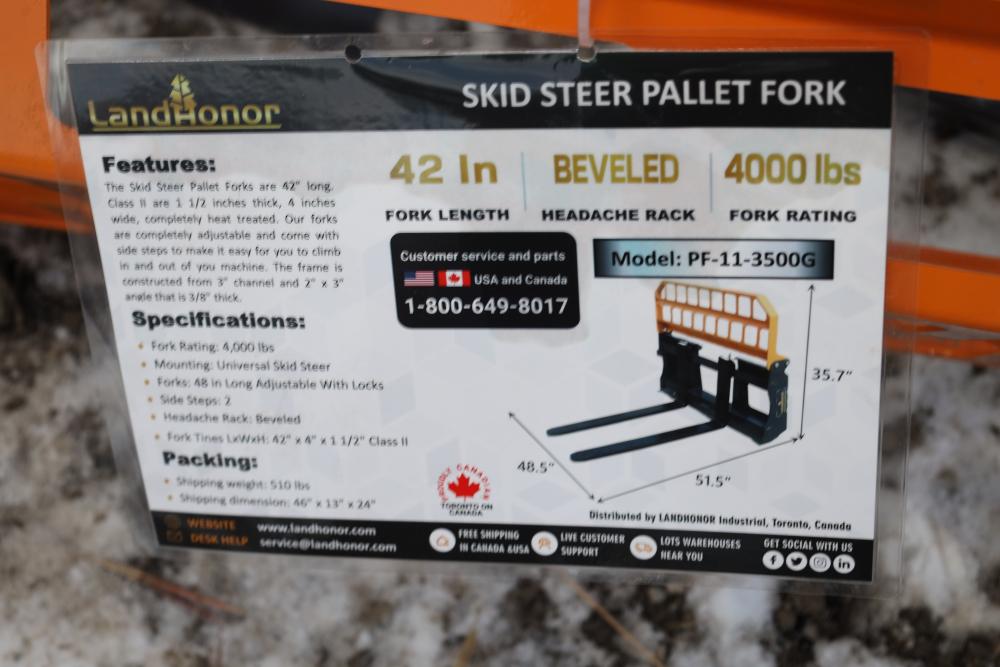 LandHonor
SKID STEER PALLET FORK
42 In
FORK LENGTH
BEVELED
HEADACHE RACK
4000 lbs
FORK RATING
Features:
The Skid Steer Pallet Forks are 42" long.
Class II are 1 1/2 inches thick, 4 inches
wide, completely heat treated. Our forks
are completely adjustable and come with
side steps to make it easy for you to climb
in and out of you machine. The frame is
constructed from 3" channel and 2" x 3"
angle that is 3/8" thick.
Customer service and parts
USA and Canada
1-800-649-8017
Model: PF-11-3500G
Specifications:
• Fork Rating: 4,000 lbs
• Mounting: Universal Skid Steer
• Forks: 48 in Long Adjustable With Locks
• Side Steps: 2
• Headache Rack: Beveled
• Fork Tines LxWxH: 42" x 4" x 1 1/2" Class II
35.7"
48.5"
51.5"
Packing:
• Shipping weight: 510 lbs
• Shipping dimension: 46" x 13" x 24"
PROUDLY CANADIAN
TORONTO ON
CANADA
Distributed by LANDHONOR Industrial, Toronto, Canada
WEBSITE www.landhonor.com
DESK HELP service@landhonor.com
FREE SHIPPING
IN CANADA &USA
LIVE CUSTOMER
SUPPORT
LOTS WAREHOUSES
NEAR YOU
GET SOCIAL WITH US